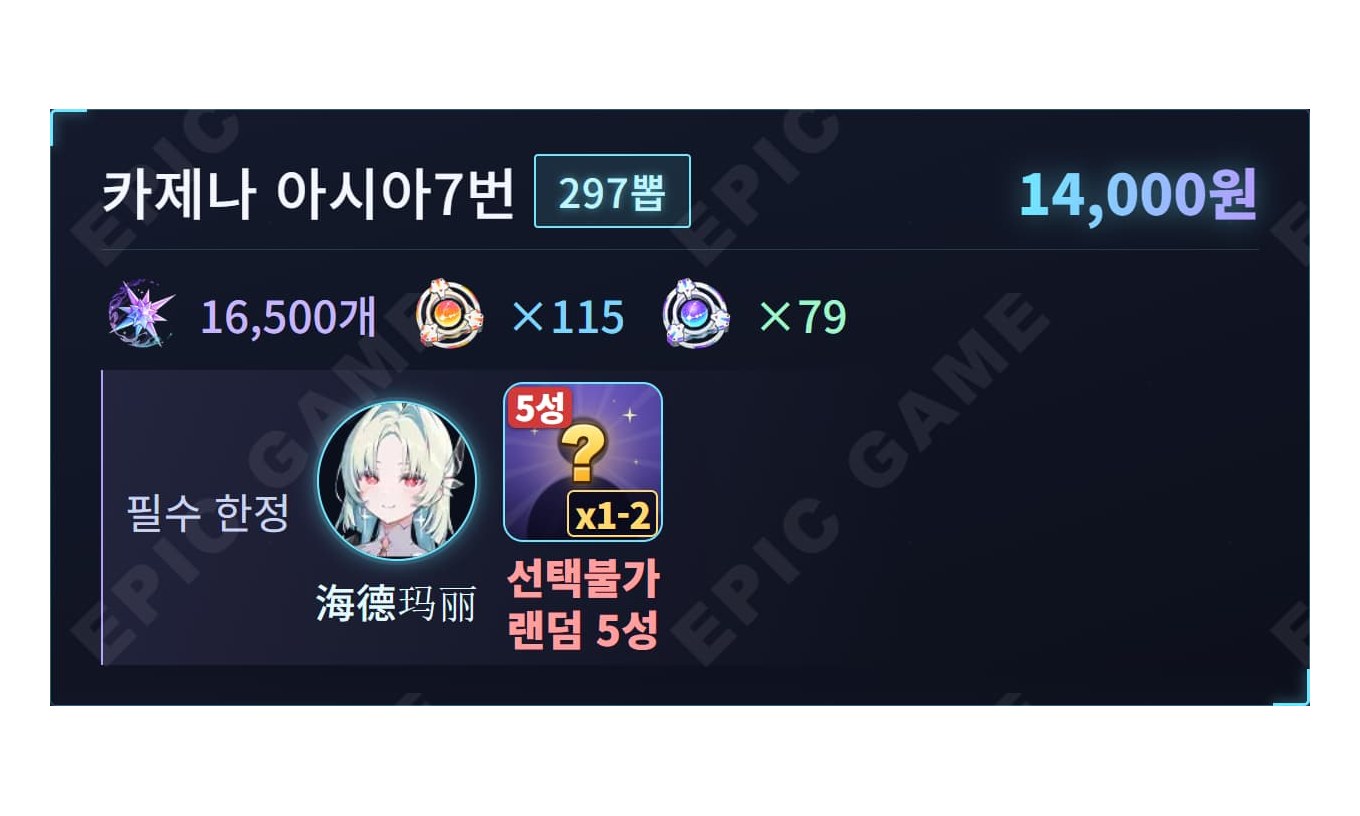 카제나 아시아7번 297뽑 14,000원
16,500개 ×115 ×79
5성
x1-2
필수 한정
海德玛丽
선택불가
랜덤 5성
EPIC GAME